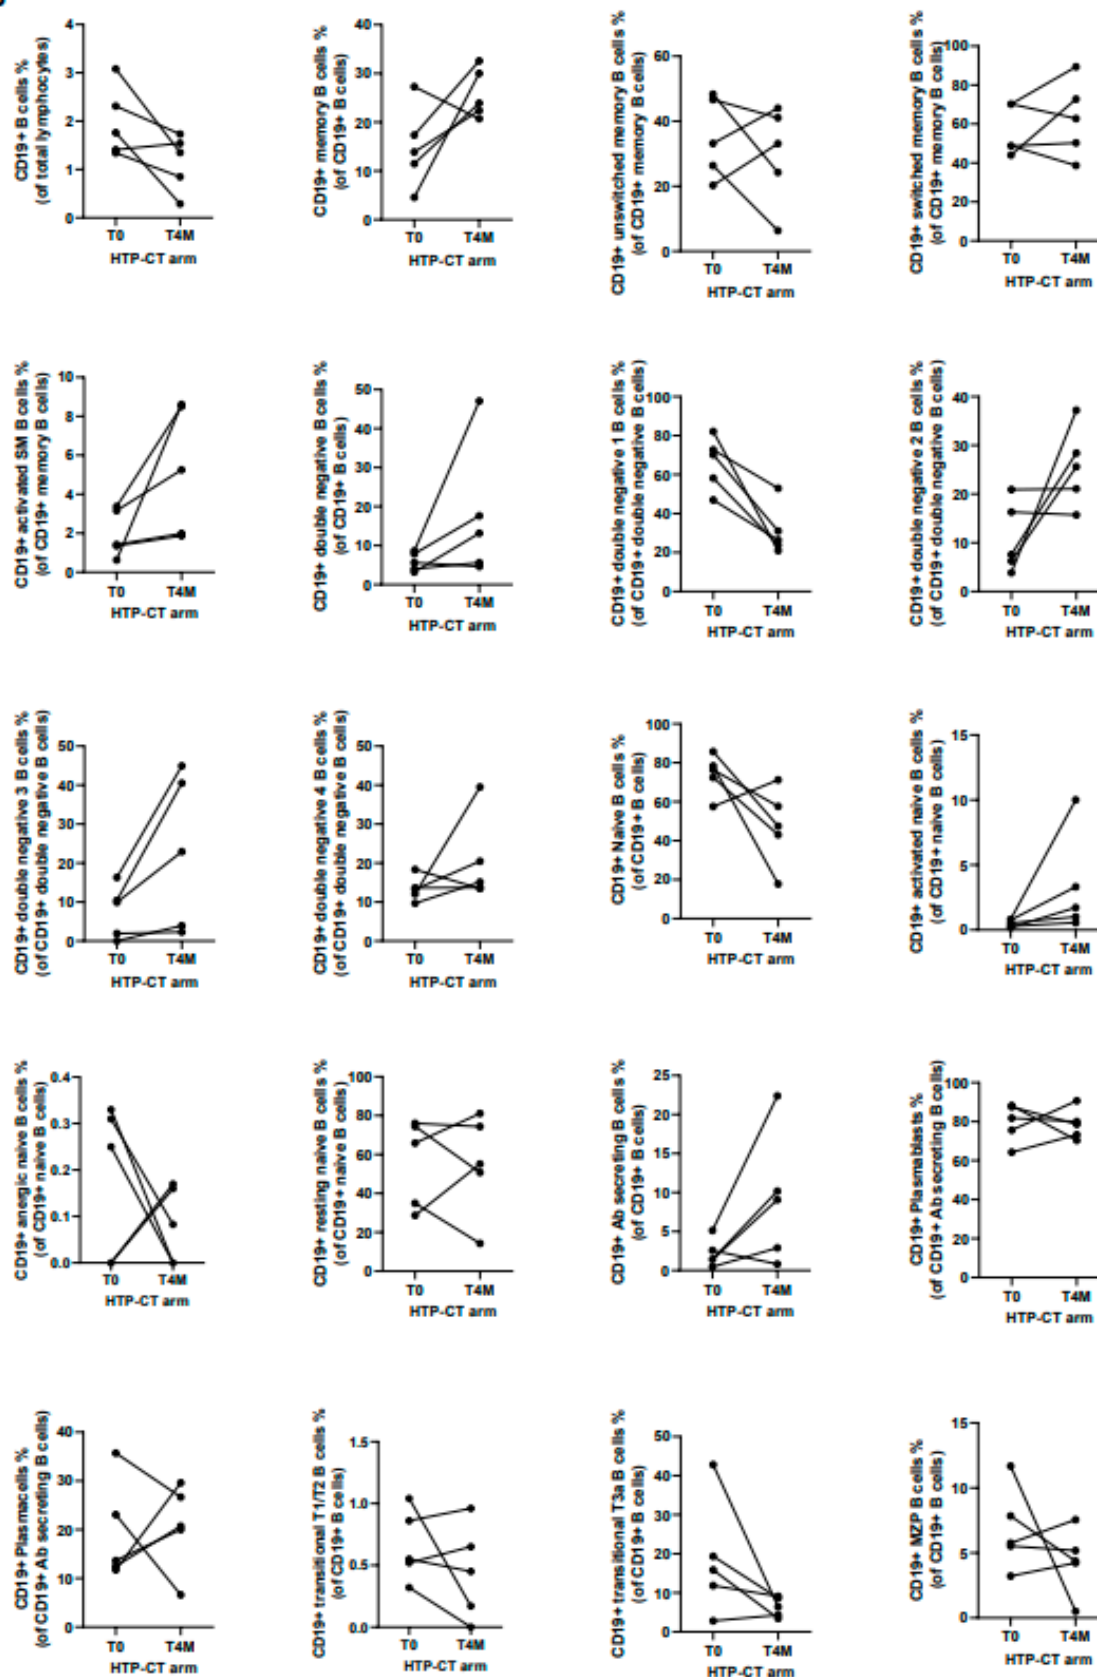 CD19+ B cells %
(of total lymphocytes)
4
3
2
1
0
T0 T4M
HTP-CT arm
CD19+ memory B cells %
(of CD19+ B cells)
40
30
20
10
0
T0 T4M
HTP-CT arm
CD19+ unswitched memory B cells %
(of CD19+ memory B cells)
60
40
20
0
T0 T4M
HTP-CT arm
CD19+ switched memory B cells %
(of CD19+ memory B cells)
100
80
60
40
20
0
T0 T4M
HTP-CT arm
CD19+ activated SM B cells %
(of CD19+ memory B cells)
10
8
6
4
2
0
T0 T4M
HTP-CT arm
CD19+ double negative B cells %
(of CD19+ B cells)
50
40
30
20
10
0
T0 T4M
HTP-CT arm
CD19+ double negative 1 B cells %
(of CD19+ double negative B cells)
100
80
60
40
20
0
T0 T4M
HTP-CT arm
CD19+ double negative 2 B cells %
(of CD19+ double negative B cells)
40
30
20
10
0
T0 T4M
HTP-CT arm
CD19+ double negative 3 B cells %
(of CD19+ double negative B cells)
50
40
30
20
10
0
T0 T4M
HTP-CT arm
CD19+ double negative 4 B cells %
(of CD19+ double negative B cells)
50
40
30
20
10
0
T0 T4M
HTP-CT arm
CD19+ Naive B cells %
(of CD19+ B cells)
100
80
60
40
20
0
T0 T4M
HTP-CT arm
CD19+ activated naive B cells %
(of CD19+ naive B cells)
15
10
5
0
T0 T4M
HTP-CT arm
CD19+ anergic naive B cells %
(of CD19+ naive B cells)
0.4
0.3
0.2
0.1
0.0
T0 T4M
HTP-CT arm
CD19+ resting naive B cells %
(of CD19+ naive B cells)
100
80
60
40
20
0
T0 T4M
HTP-CT arm
CD19+ Ab secreting B cells %
(of CD19+ B cells)
25
20
15
10
5
0
T0 T4M
HTP-CT arm
CD19+ Plasmablasts %
(of CD19+ Ab secreting B cells)
100
80
60
40
20
0
T0 T4M
HTP-CT arm
CD19+ Plasmacells %
(of CD19+ Ab secreting B cells)
40
30
20
10
0
T0 T4M
HTP-CT arm
CD19+ transitional T1/T2 B cells %
(of CD19+ B cells)
1.5
1.0
0.5
0.0
T0 T4M
HTP-CT arm
CD19+ transitional T3a B cells %
(of CD19+ B cells)
50
40
30
20
10
0
T0 T4M
HTP-CT arm
CD19+ MZP B cells %
(of CD19+ B cells)
15
10
5
0
T0 T4M
HTP-CT arm